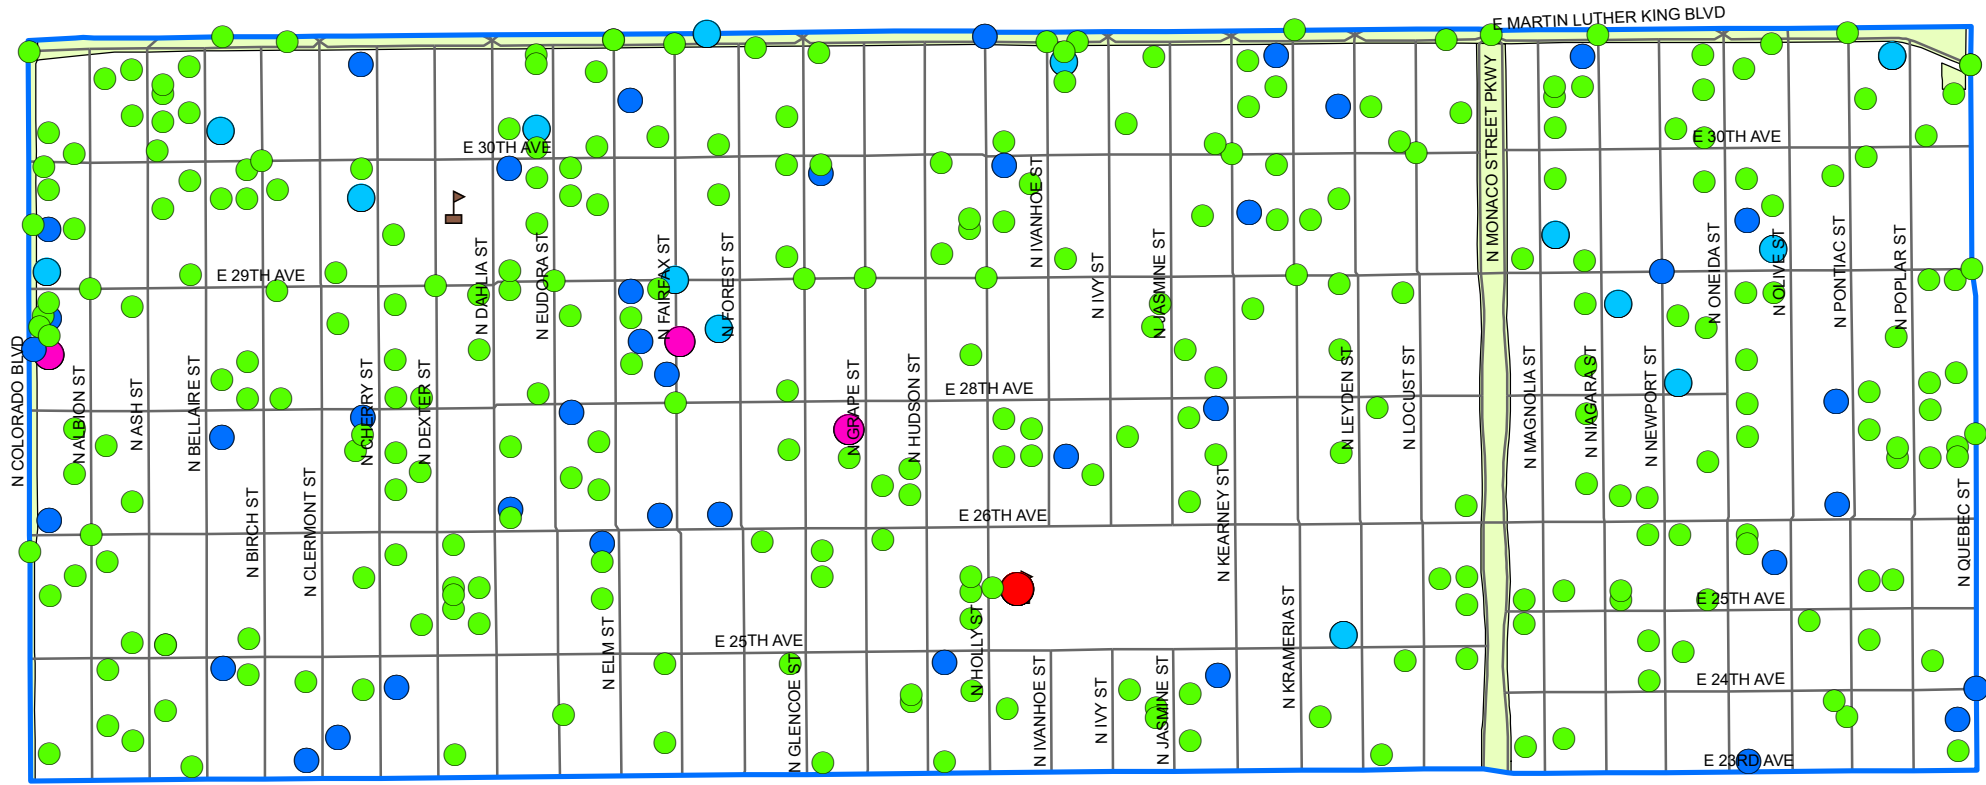 E MARTIN LUTHER KING BLVD
N MONACO STREET PKWY
E 30TH AVE
E 30TH AVE
N IVANHOE ST
E 29TH AVE
N DAHLIA ST
N EUDORA ST
N FAIRFAX ST
N FOREST ST
N IVY ST
N JASMINE ST
N ONEIDA ST
N OLIVE ST
N PONTIAC ST
N POPLAR ST
N COLORADO BLVD
N ALBION ST
N ASH ST
N BELLAIRE ST
N CHERRY ST
N DEXTER ST
N GRAPE ST
N HUDSON ST
E 28TH AVE
N LEYDEN ST
N LOCUST ST
N MAGNOLIA ST
N NIAGARA ST
N NEWPORT ST
N BIRCH ST
N CLERMONT ST
E 26TH AVE
N KEARNEY ST
N QUEBEC ST
E 25TH AVE
N ELM ST
E 25TH AVE
N HOLLY ST
N KRAMERIA ST
N GLENCOE ST
N IVANHOE ST
N IVY ST
N JASMINE ST
E 24TH AVE
E 23RD AVE